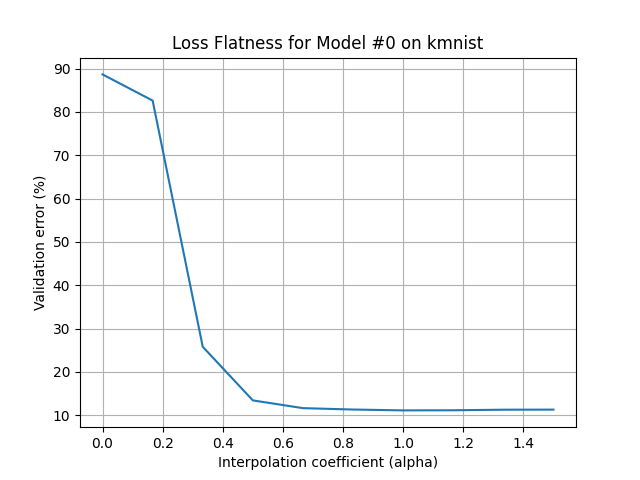 Loss Flatness for Model #0 on kmnist
90
80
70
60
50
40
30
20
10
Validation error (%)
0.0 0.2 0.4 0.6 0.8 1.0 1.2 1.4
Interpolation coefficient (alpha)